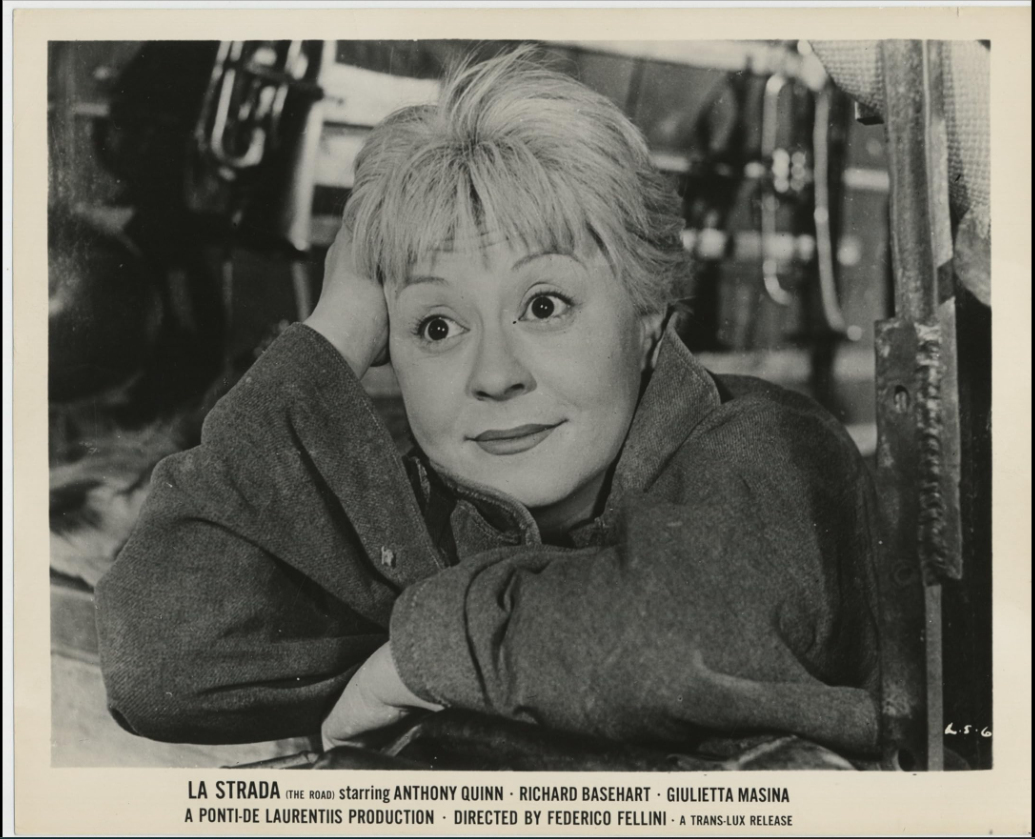 L-S-6
LA STRADA (THE ROAD) starring ANTHONY QUINN · RICHARD BASEHART · GIULIETTA MASINA
A PONTI-DE LAURENTIIS PRODUCTION · DIRECTED BY FEDERICO FELLINI · A TRANS-LUX RELEASE